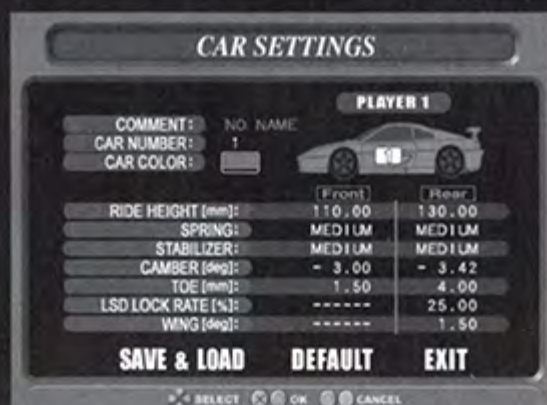 CAR SETTINGS
PLAYER 1
COMMENT: NO NAME
CAR NUMBER: 1
CAR COLOR:
1
Front Rear
RIDE HEIGHT [mm]: 110.00 130.00
SPRING: MEDIUM MEDIUM
STABILIZER: MEDIUM MEDIUM
CAMBER [deg]: - 3.00 - 3.42
TOE [mm]: 1.50 4.00
LSD LOCK RATE [%]: ------ 25.00
WING [deg]: ------ 1.50
SAVE & LOAD DEFAULT EXIT
SELECT OK CANCEL